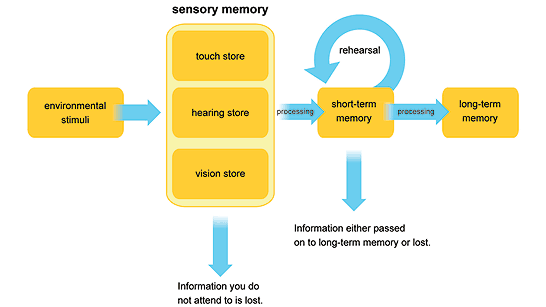 sensory memory
touch store
rehearsal
environmental
stimuli
hearing store
processing
short-term
memory
processing
long-term
memory
vision store
Information either passed
on to long-term memory or lost.
Information you do
not attend to is lost.